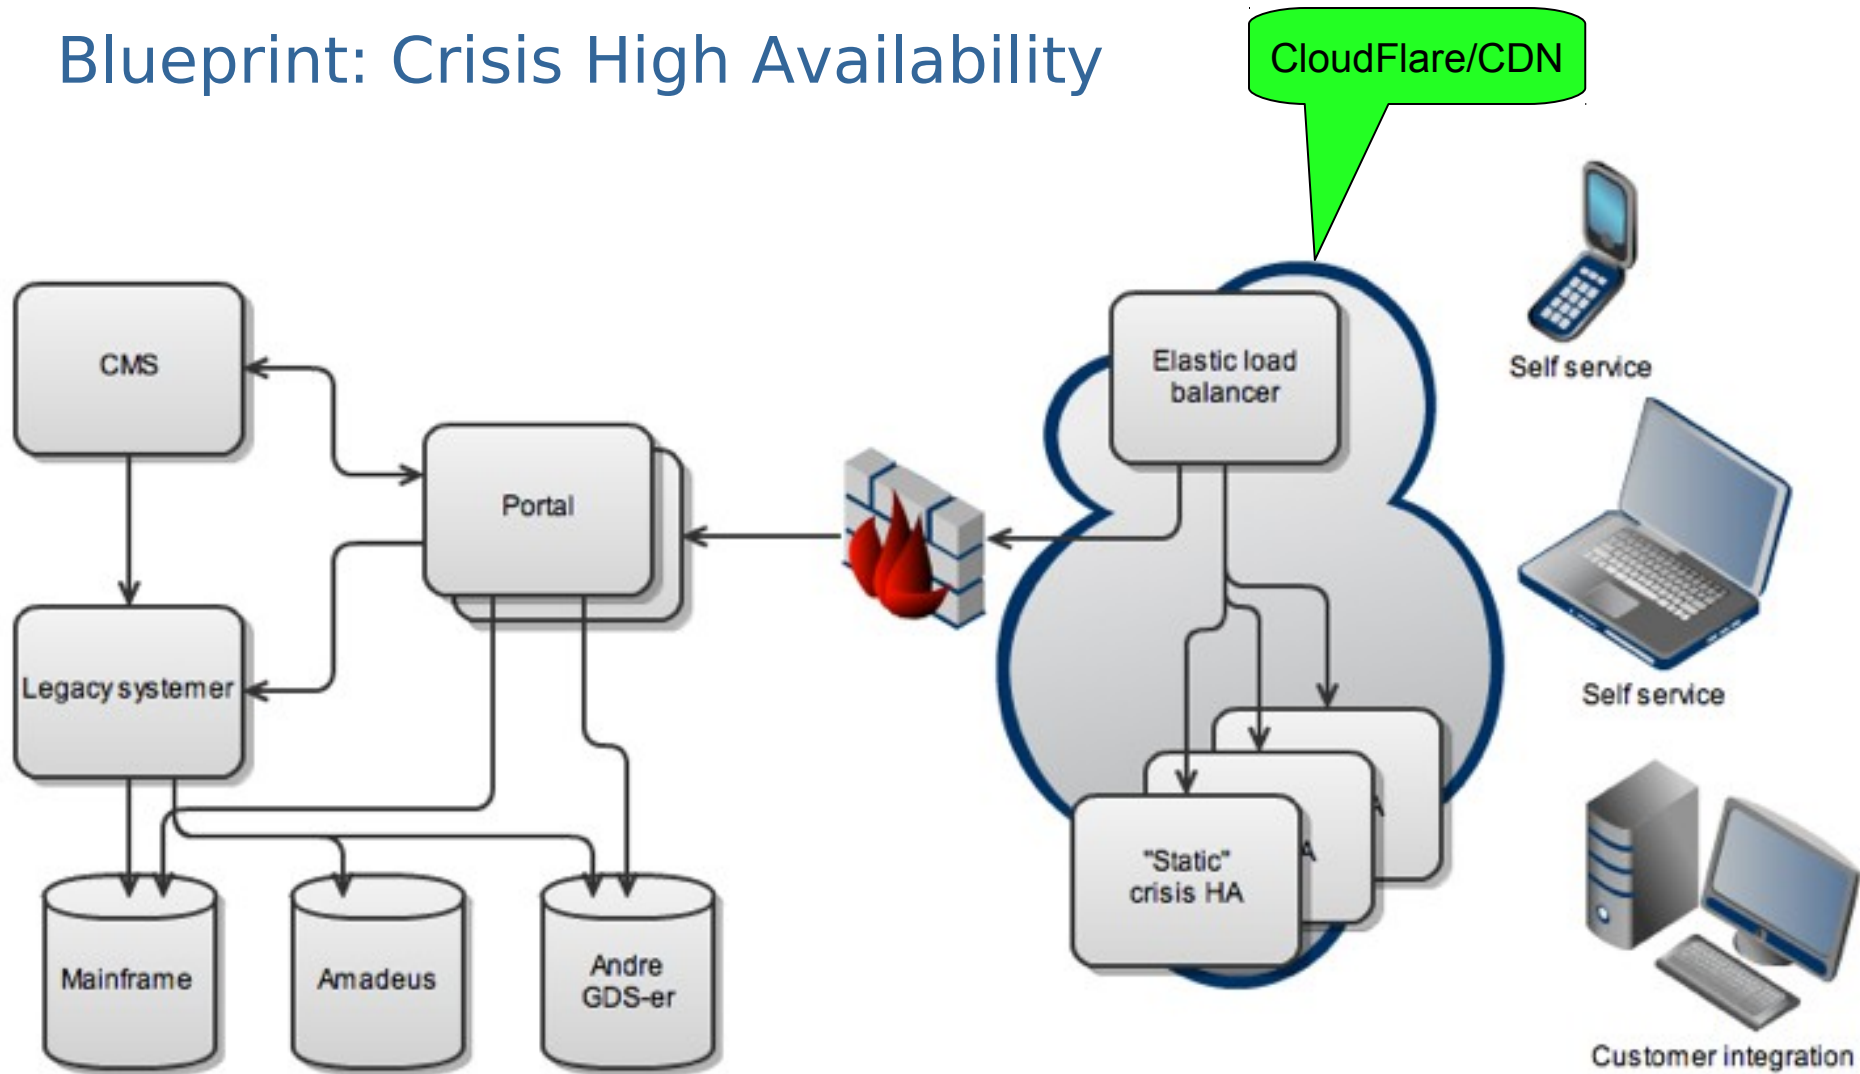 Blueprint: Crisis High Availability
CloudFlare/CDN
CMS
Portal
Legacy systemer
Mainframe
Amadeus
Andre
GDS-er
Elastic load
balancer
"Static"
crisis HA
A
A
Self service
Self service
Customer integration